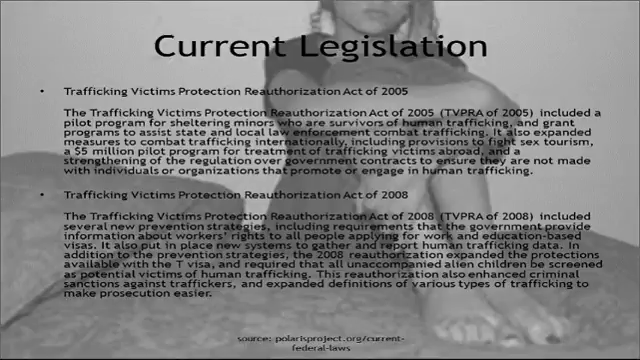 Current Legislation
• Trafficking Victims Protection Reauthorization Act of 2005
The Trafficking Victims Protection Reauthorization Act of 2005 (TVPRA of 2005) included a
pilot program for sheltering minors who are survivors of human trafficking, and grant
programs to assist state and local law enforcement combat trafficking. It also expanded
measures to combat trafficking internationally, including provisions to fight sex tourism,
a $5 million pilot program for treatment of trafficking victims abroad, and a
strengthening of the regulation over government contracts to ensure they are not made
with individuals or organizations that promote or engage in human trafficking.
• Trafficking Victims Protection Reauthorization Act of 2008
The Trafficking Victims Protection Reauthorization Act of 2008 (TVPRA of 2008) included
several new prevention strategies, including requirements that the government provide
information about workers' rights to all people applying for work and education-based
visas. It also put in place new systems to gather and report human trafficking data. In
addition to the prevention strategies, the 2008 reauthorization expanded the protections
available with the T visa, and required that all unaccompanied alien children be screened
as potential victims of human trafficking. This reauthorization also enhanced criminal
sanctions against traffickers, and expanded definitions of various types of trafficking to
make prosecution easier.
source: polarisproject.org/current-
federal-laws